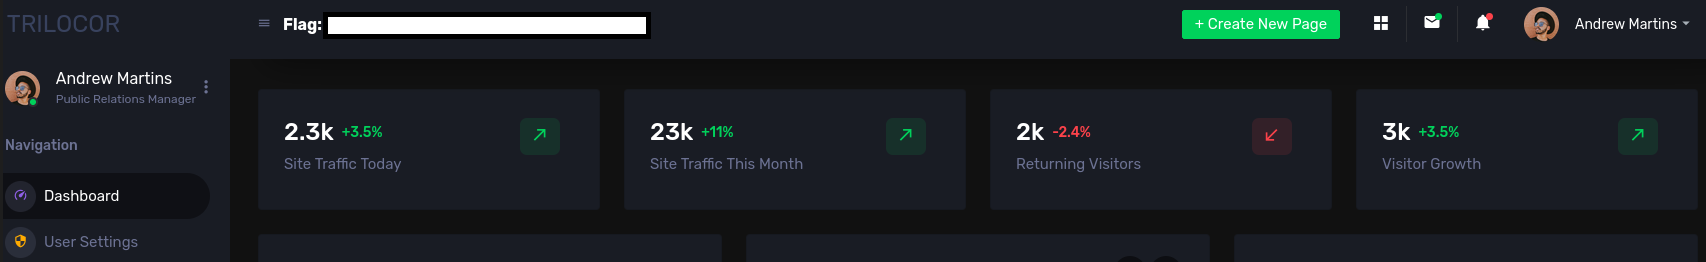 TRILOCOR
Flag:
+ Create New Page
Andrew Martins
Andrew Martins
Public Relations Manager
Navigation
Dashboard
User Settings
2.3k +3.5%
Site Traffic Today
23k +11%
Site Traffic This Month
2k -2.4%
Returning Visitors
3k +3.5%
Visitor Growth